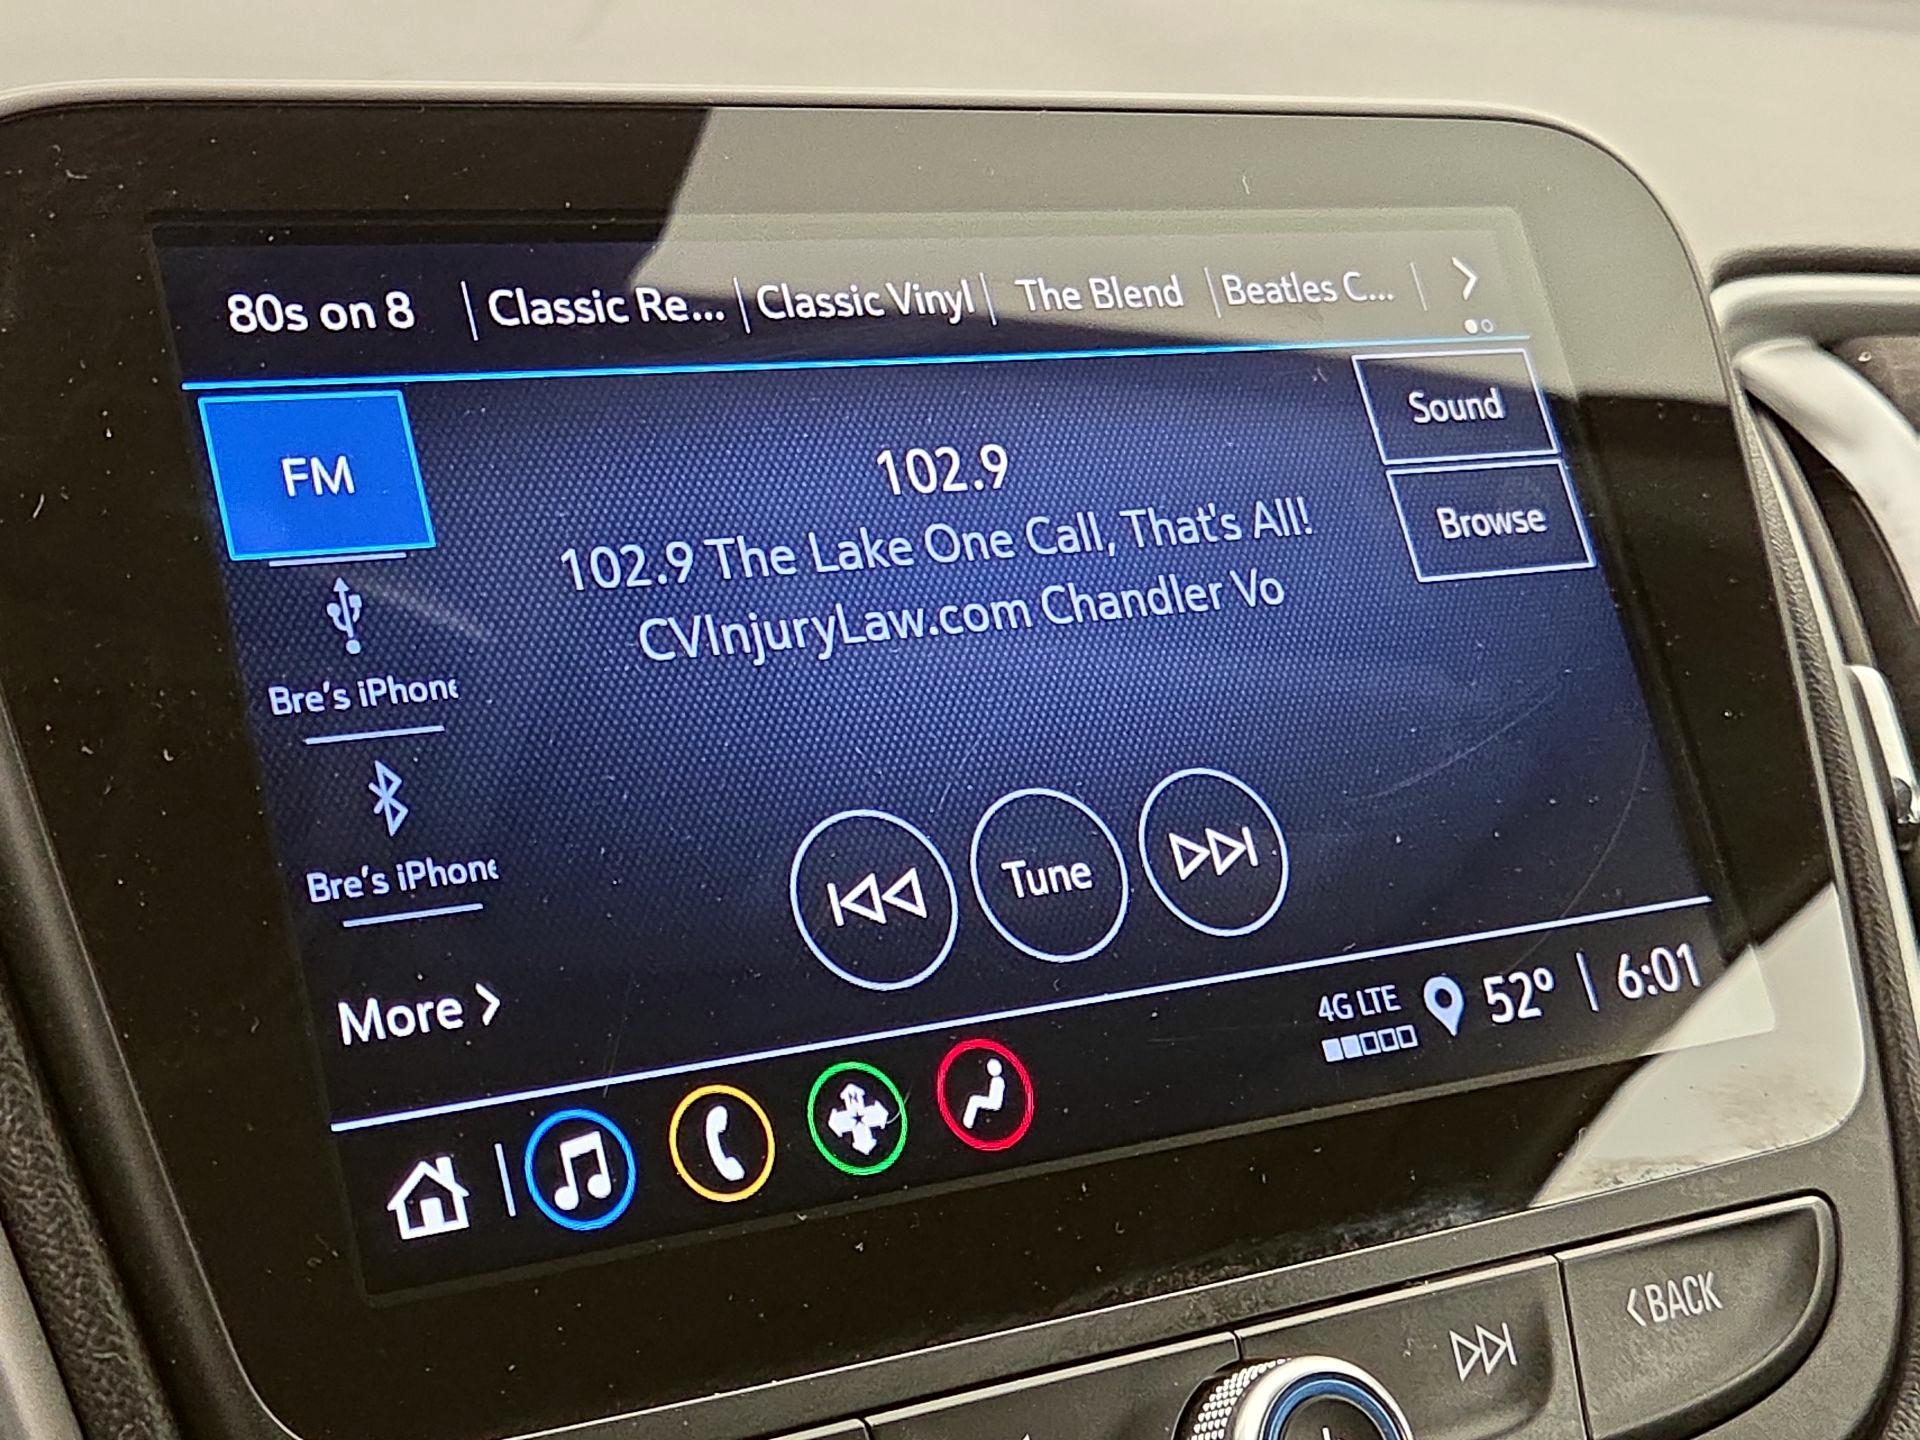 80s on 8 | Classic Re... | Classic Vinyl | The Blend | Beatles C... |
FM
Sound
Browse
102.9
102.9 The Lake One Call, That's All!
CVInjuryLaw.com Chandler Vo
Bre's iPhone
Bre's iPhone
Tune
More >
4G LTE
52° | 6:01
N
<BACK